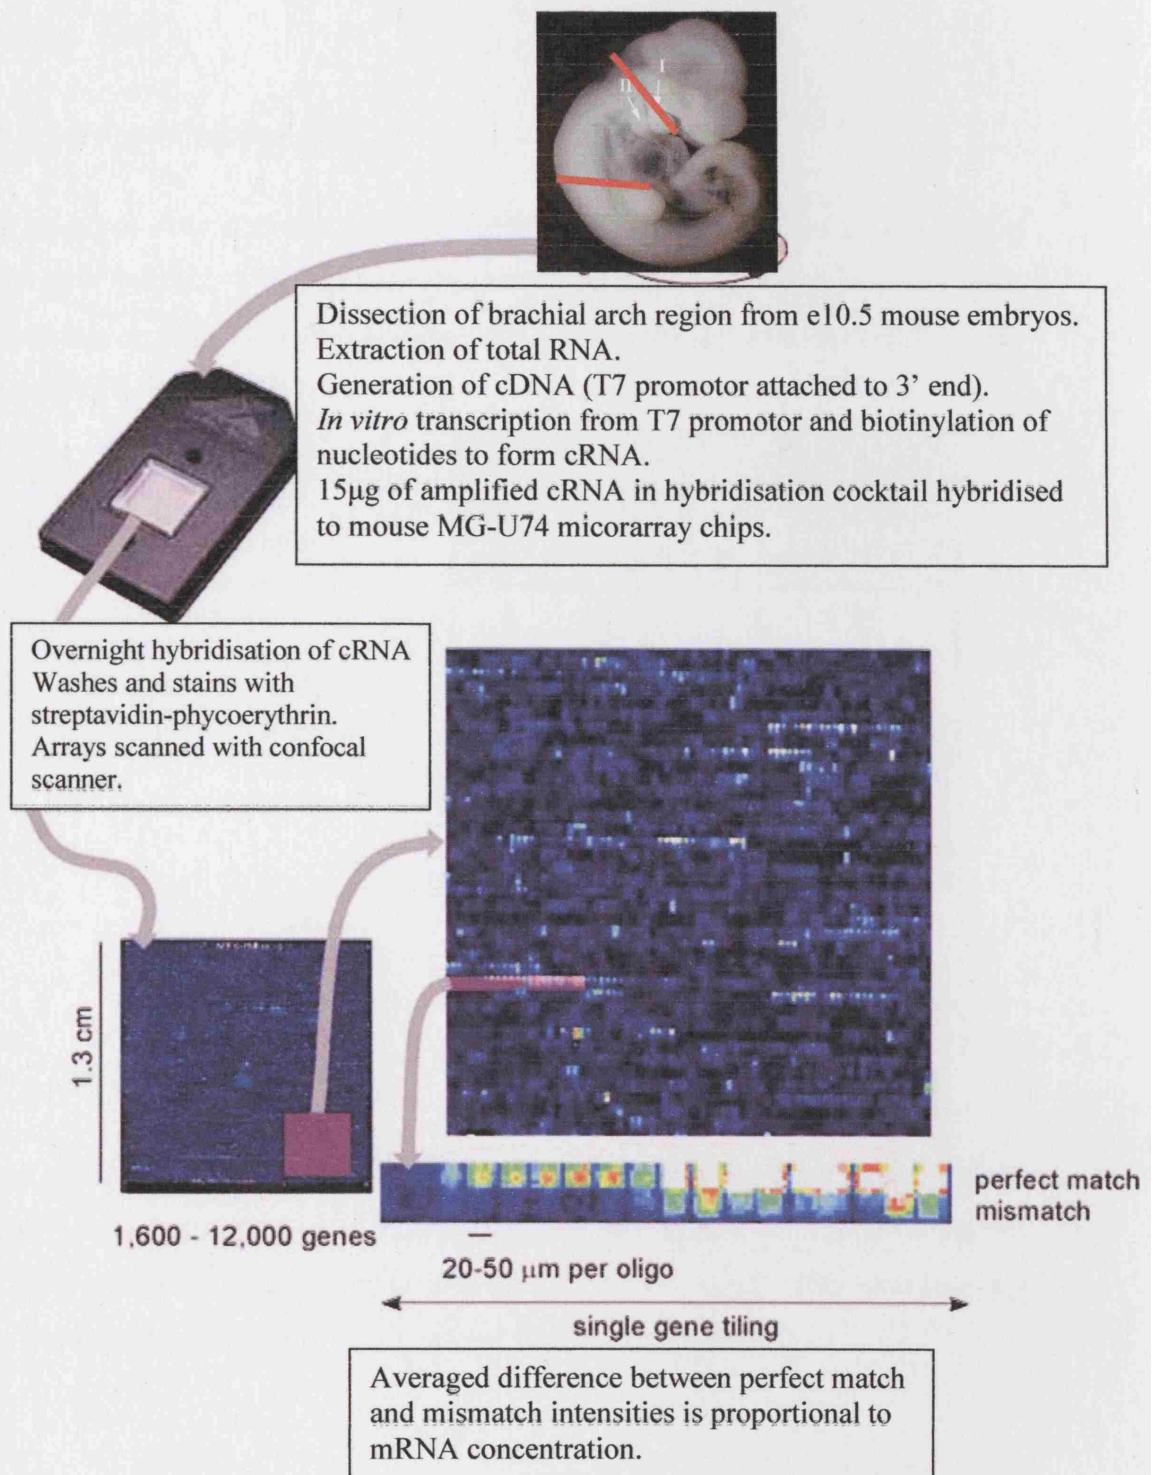 I
II
Dissection of brachial arch region from e10.5 mouse embryos.
Extraction of total RNA.
Generation of cDNA (T7 promotor attached to 3’ end).
In vitro transcription from T7 promotor and biotinylation of
nucleotides to form cRNA.
15µg of amplified cRNA in hybridisation cocktail hybridised
to mouse MG-U74 micorarray chips.
Overnight hybridisation of cRNA
Washes and stains with
streptavidin-phycoerythrin.
Arrays scanned with confocal
scanner.
1.3 cm
perfect match
mismatch
1,600 - 12,000 genes
20-50 µm per oligo
single gene tiling
Averaged difference between perfect match
and mismatch intensities is proportional to
mRNA concentration.